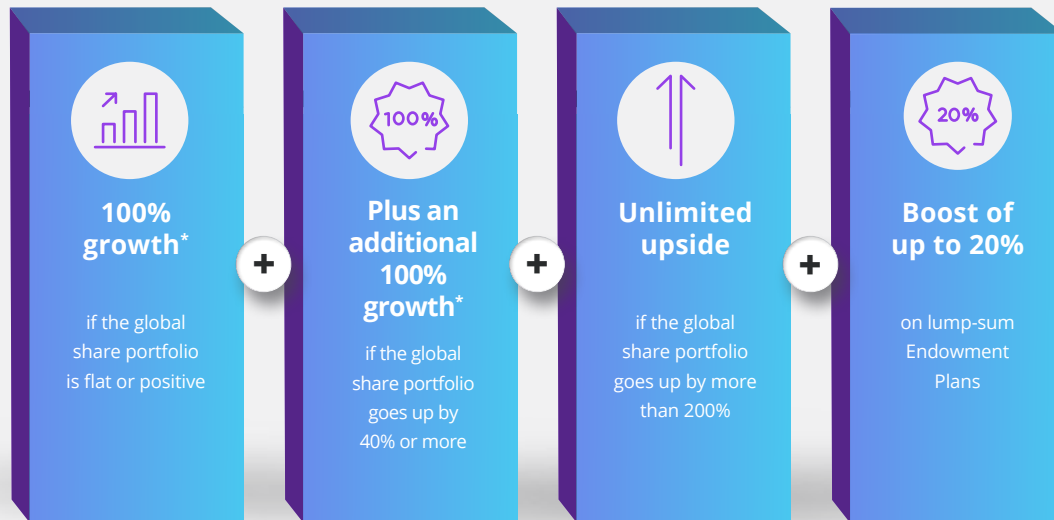 100%
growth*
if the global
share portfolio
is flat or positive
+
100%
Plus an
additional
100%
growth*
if the global
share portfolio
goes up by
40% or more
+
Unlimited
upside
if the global
share portfolio
goes up by more
than 200%
+
20%
Boost of
up to 20%
on lump-sum
Endowment
Plans